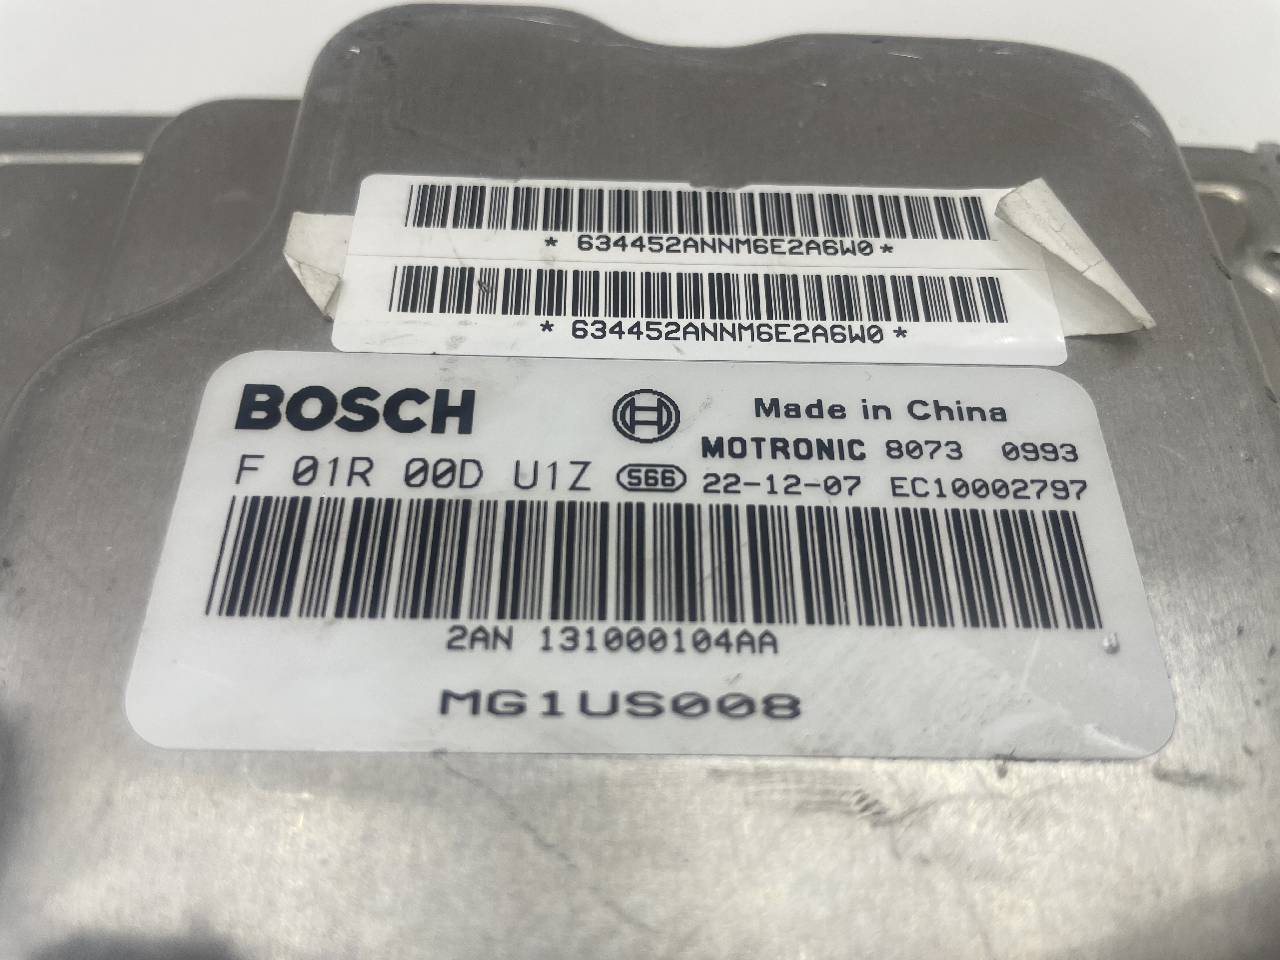 * 634452ANNM6E2A6W0 *
* 634452ANNM6E2A6W0 *
BOSCH Made in China
MOTRONIC 8073 0993
F 01R 00D U1Z S66 22-12-07 EC10002797
2AN 131000104AA
MG1US008